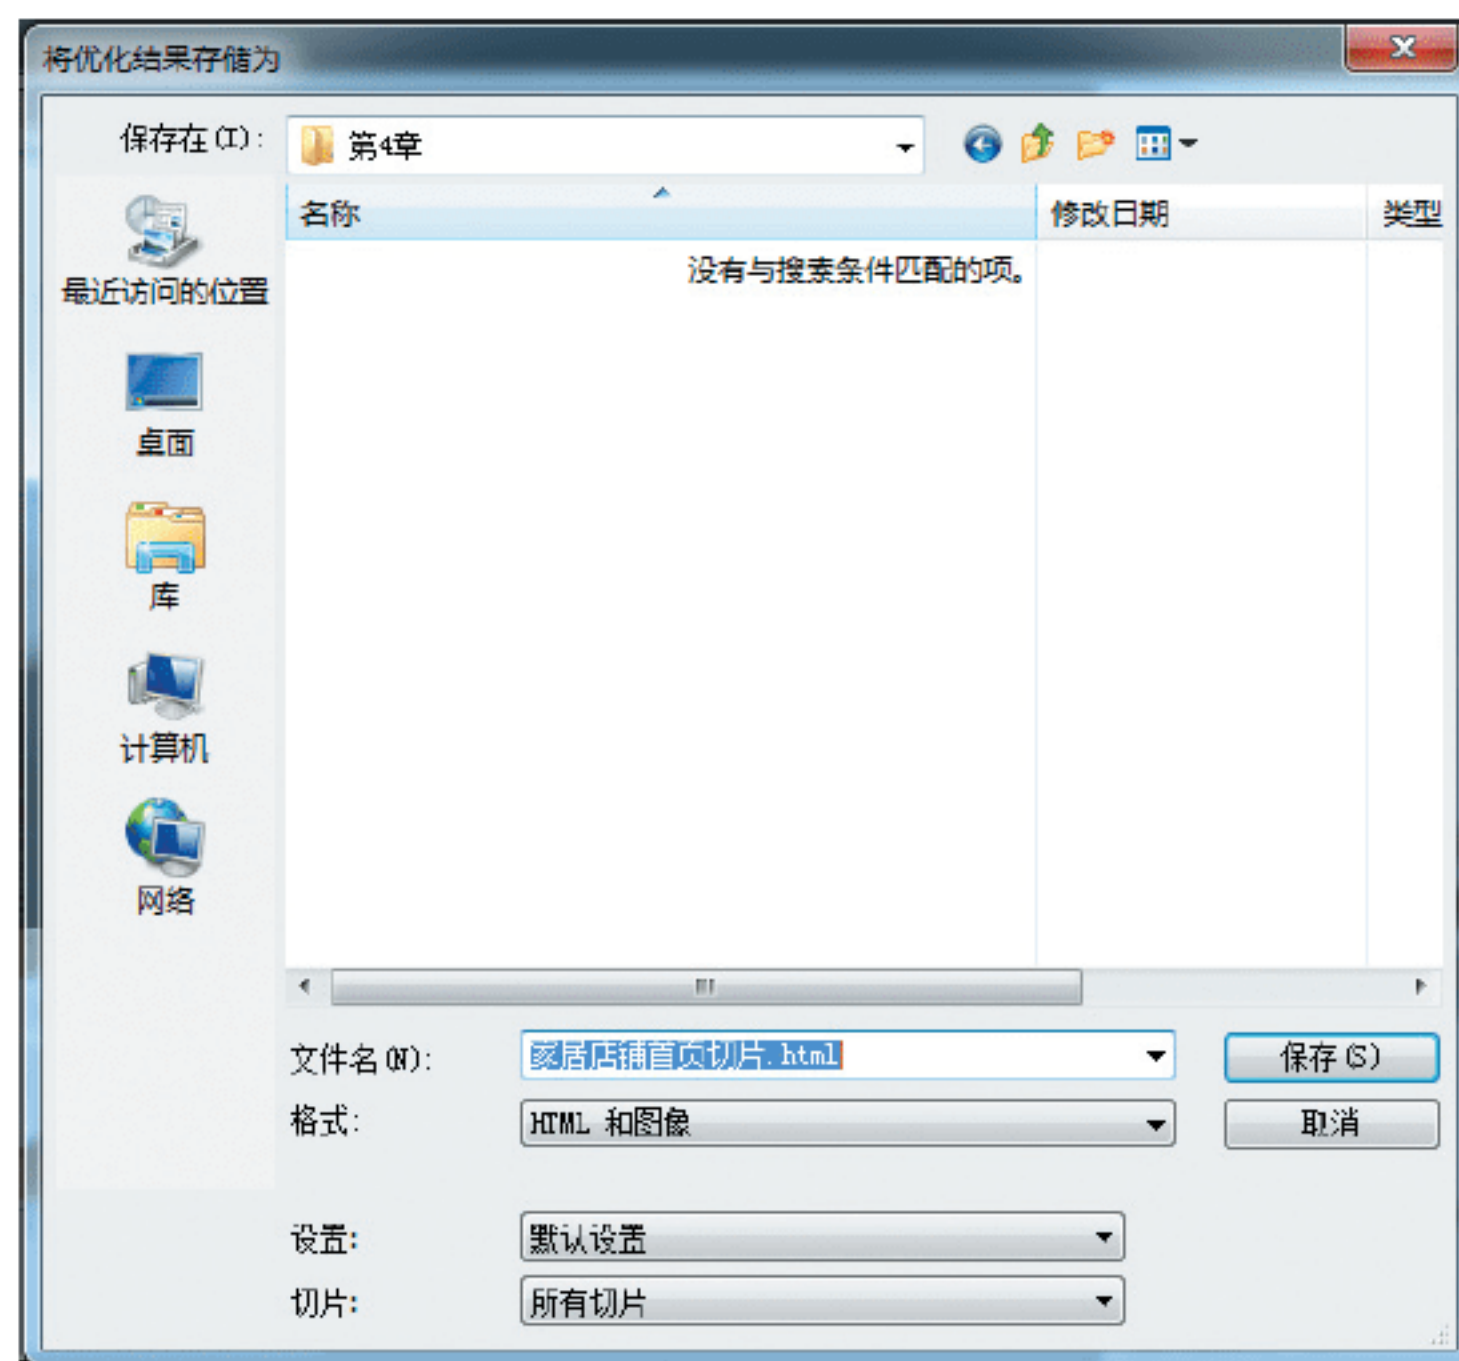 将优化结果存储为
保存在(I):
第4章
名称
修改日期
类型
没有与搜索条件匹配的项。
最近访问的位置
桌面
库
计算机
网络
文件名(N):
家居店铺首页切片.html
保存(S)
格式:
HTML 和图像
取消
设置:
默认设置
切片:
所有切片